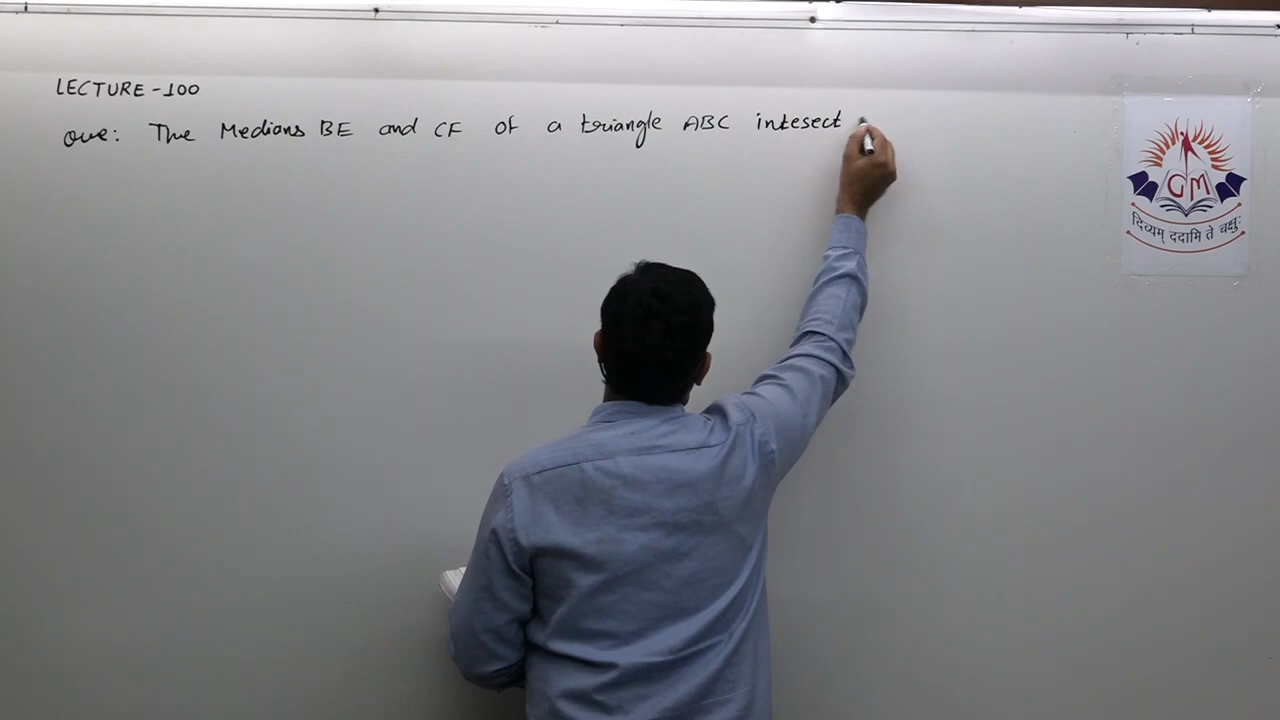 LECTURE - 100
Que: The Medians BE and CF of a triangle ABC intesect
GM
दिव्यम् ददामि ते चक्षुः